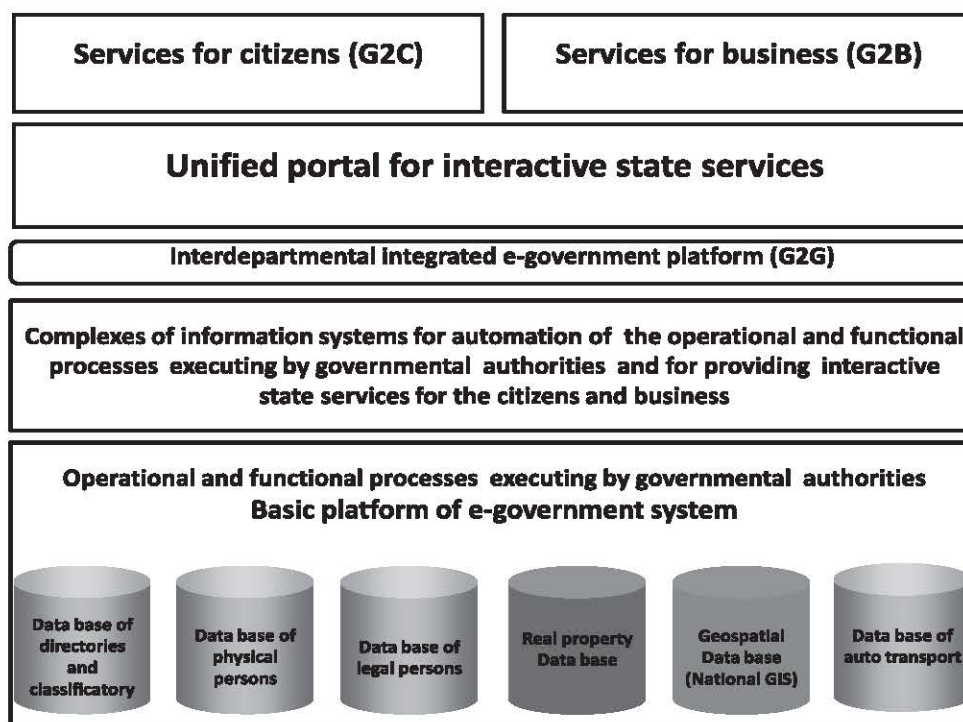 Services for citizens (G2C)
Services for business (G2B)
Unified portal for interactive state services
Interdepartmental integrated e-government platform (G2G)
Complexes of information systems for automation of the operational and functional
processes executing by governmental authorities and for providing interactive
state services for the citizens and business
Operational and functional processes executing by governmental authorities
Basic platform of e-government system
Data base of
directories
and
classificatory
Data base of
physical
persons
Data base of
legal persons
Real property
Data base
Geospatial
Data base
(National GIS)
Data base of
auto transport